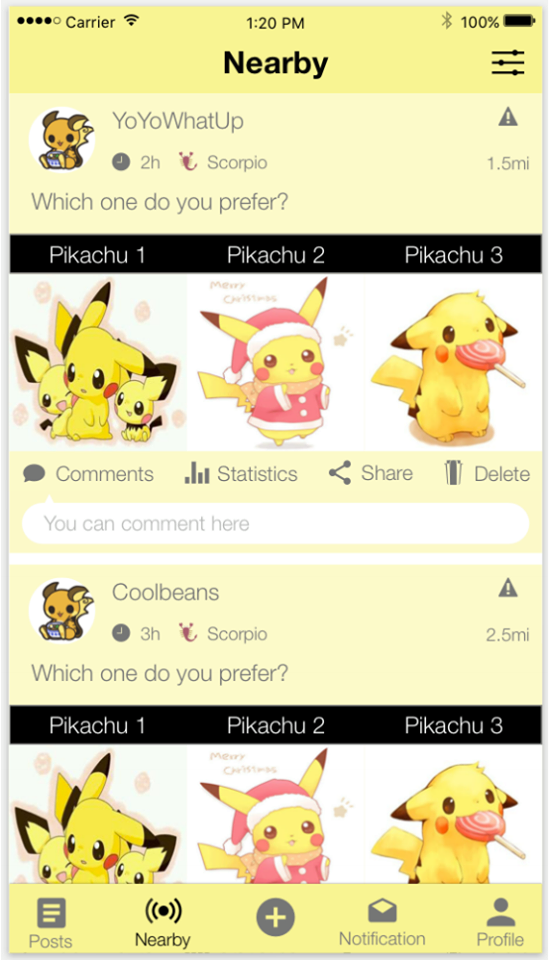 Carrier 1:20 PM 100%
Nearby
YoYoWhatUp
2h Scorpio 1.5mi
Which one do you prefer?
Pikachu 1 Pikachu 2 Pikachu 3
Merry
Christmas
Comments Statistics Share Delete
You can comment here
Coolbeans
3h Scorpio 2.5mi
Which one do you prefer?
Pikachu 1 Pikachu 2 Pikachu 3
Merry
Christmas
Posts Nearby Notification Profile